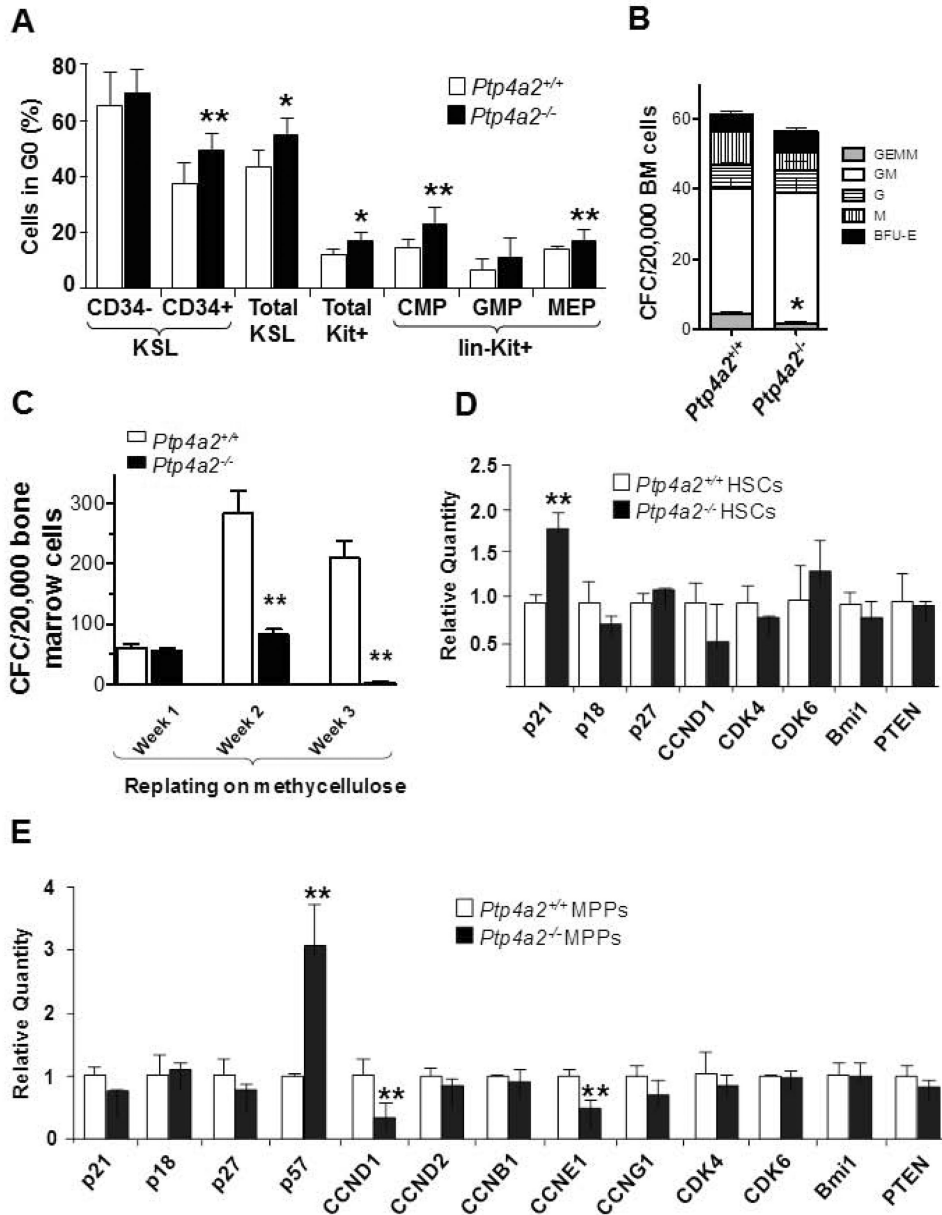 A
Cells in G0 (%)
80
60
40
20
0
Ptp4a2+/+
Ptp4a2-/-
**
*
*
**
**
CD34- CD34+ Total Total CMP GMP MEP
KSL Kit+
KSL lin-Kit+
B
CFC/20,000 BM cells
60
40
20
0
*
GEMM
GM
G
M
BFU-E
Ptp4a2+/+
Ptp4a2-/-
C
Ptp4a2+/+
Ptp4a2-/-
CFC/20,000 bone
marrow cells
300
200
100
0
**
**
Week 1
Week 2
Week 3
Replating on methycellulose
D
Relative Quantity
2.5
2.0
1.5
1.0
0.5
**
Ptp4a2+/+ HSCs
Ptp4a2-/- HSCs
p21
p18
p27
CCND1
CDK4
CDK6
Bmi1
PTEN
E
Relative Quantity
4
3
2
1
0
**
**
**
Ptp4a2+/+ MPPs
Ptp4a2-/- MPPs
p21
p18
p27
p57
CCND1
CCND2
CCNB1
CCNE1
CCNG1
CDK4
CDK6
Bmi1
PTEN